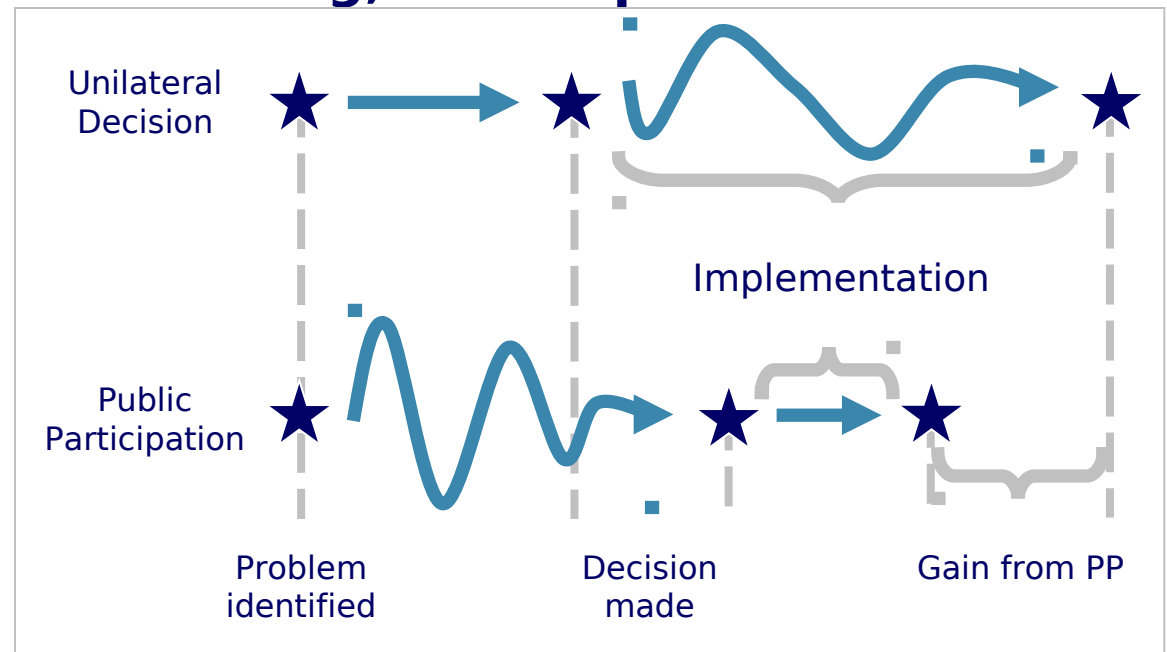 Unilateral
Decision
Implementation
Public
Participation
Problem
identified
Decision
made
Gain from PP